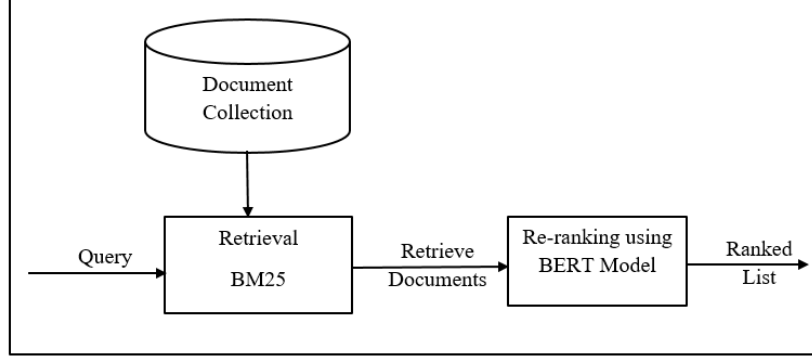 Document
Collection
Query
Retrieval
BM25
Retrieve
Documents
Re-ranking using
BERT Model
Ranked
List